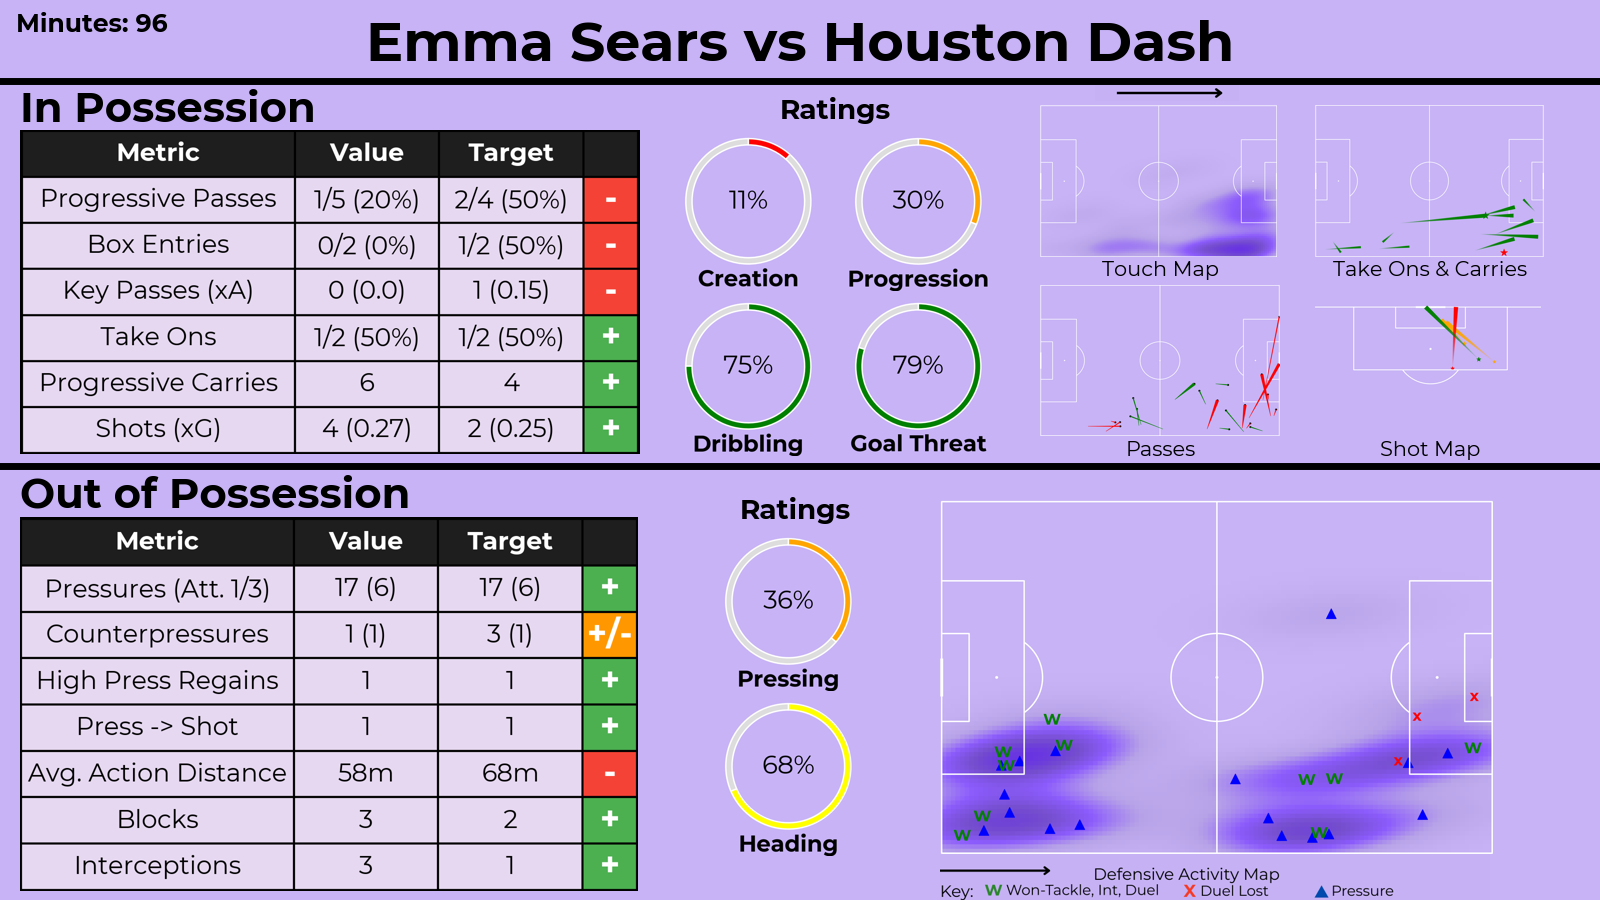 Minutes: 96
Emma Sears vs Houston Dash
In Possession
Metric Value Target
Progressive Passes 1/5 (20%) 2/4 (50%) -
Box Entries 0/2 (0%) 1/2 (50%) -
Key Passes (xA) 0 (0.0) 1 (0.15) -
Take Ons 1/2 (50%) 1/2 (50%) +
Progressive Carries 6 4 +
Shots (xG) 4 (0.27) 2 (0.25) +
Ratings
11% 30%
Creation Progression
75% 79%
Dribbling Goal Threat
Touch Map Take Ons & Carries
Passes Shot Map
Out of Possession
Metric Value Target
Pressures (Att. 1/3) 17 (6) 17 (6) +
Counterpressures 1 (1) 3 (1) +/-
High Press Regains 1 1 +
Press -> Shot 1 1 +
Avg. Action Distance 58m 68m -
Blocks 3 2 +
Interceptions 3 1 +
Ratings
36%
Pressing
68%
Heading
Defensive Activity Map
Key: W Won-Tackle, Int, Duel X Duel Lost Pressure